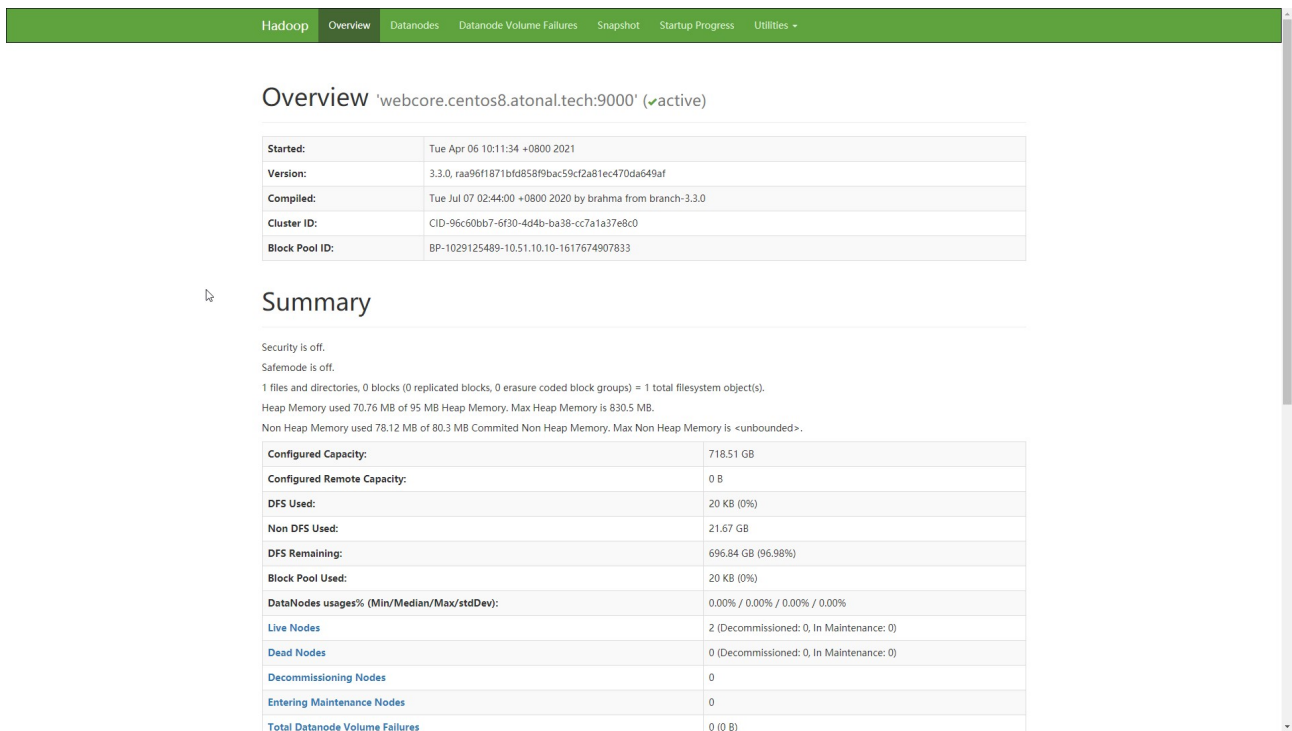 Hadoop Overview Datanodes Datanode Volume Failures Snapshot Startup Progress Utilities
Overview 'webcore.centos8.atonal.tech:9000' (✔active)
Started: Tue Apr 06 10:11:34 +0800 2021
Version: 3.3.0, raa96f1871bfd858f9bac59cf2a81ec470da649af
Compiled: Tue Jul 07 02:44:00 +0800 2020 by brahma from branch-3.3.0
Cluster ID: CID-96c60bb7-6f30-4d4b-ba38-cc7a1a37e8c0
Block Pool ID: BP-1029125489-10.51.10.10-1617674907833
Summary
Security is off.
Safemode is off.
1 files and directories, 0 blocks (0 replicated blocks, 0 erasure coded block groups) = 1 total filesystem object(s).
Heap Memory used 70.76 MB of 95 MB Heap Memory. Max Heap Memory is 830.5 MB.
Non Heap Memory used 78.12 MB of 80.3 MB Commited Non Heap Memory. Max Non Heap Memory is <unbounded>.
Configured Capacity: 718.51 GB
Configured Remote Capacity: 0 B
DFS Used: 20 KB (0%)
Non DFS Used: 21.67 GB
DFS Remaining: 696.84 GB (96.98%)
Block Pool Used: 20 KB (0%)
DataNodes usages% (Min/Median/Max/stdDev): 0.00% / 0.00% / 0.00% / 0.00%
Live Nodes 2 (Decommissioned: 0, In Maintenance: 0)
Dead Nodes 0 (Decommissioned: 0, In Maintenance: 0)
Decommissioning Nodes 0
Entering Maintenance Nodes 0
Total Datanode Volume Failures 0 (0 B)